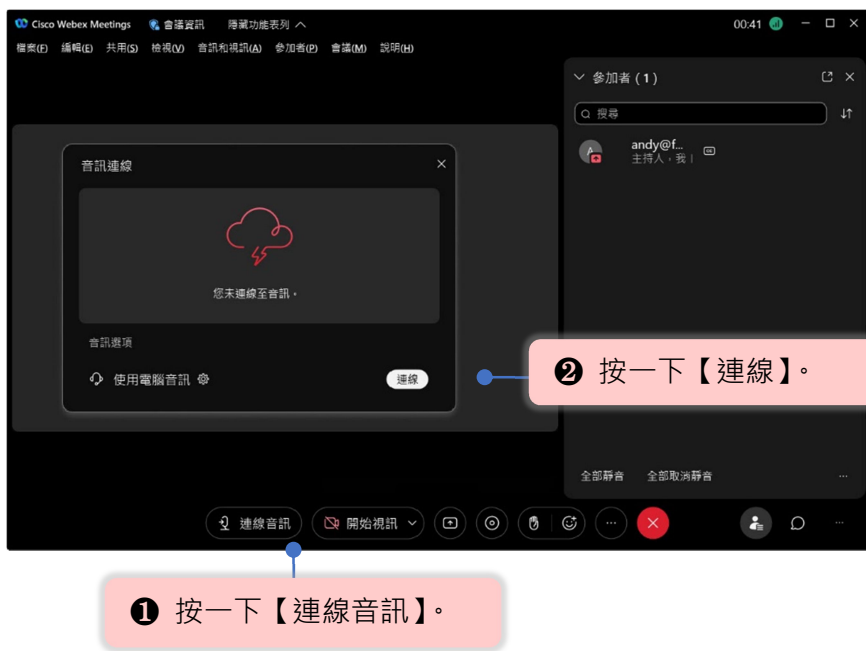 Cisco Webex Meetings 會議資訊 隱藏功能表列 00:41
檔案(F) 編輯(E) 共用(S) 檢視(V) 音訊和視訊(A) 參加者(P) 會議(M) 說明(H)
參加者 (1)
搜尋
A andy@f...
主持人，我
音訊連線
您未連線至音訊。
音訊選項
使用電腦音訊 連線
❷ 按一下【連線】。
全部靜音 全部取消靜音 ...
連線音訊 開始視訊 ... ...
❶ 按一下【連線音訊】。